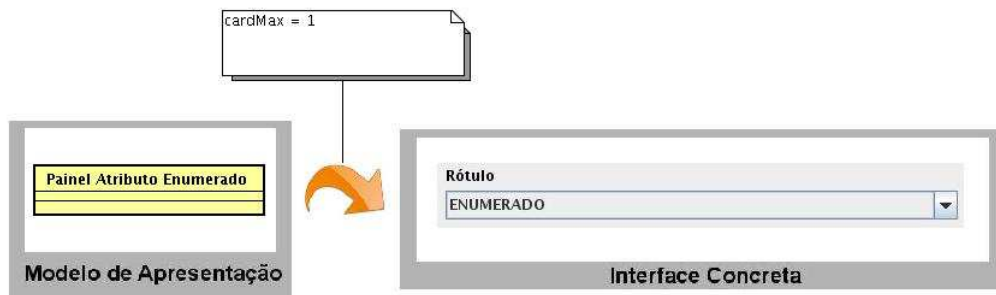 cardMax = 1
Painel Atributo Enumerado
Rótulo
ENUMERADO
Modelo de Apresentação
Interface Concreta